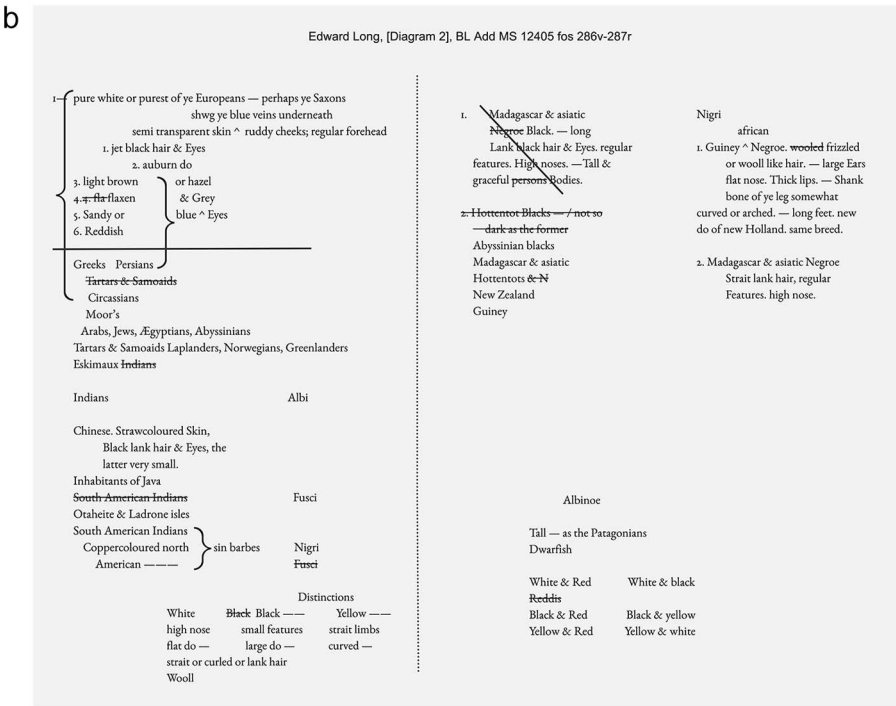 b
Edward Long, [Diagram 2], BL Add MS 12405 fos 286v-287r
1— pure white or purest of ye Europeans — perhaps ye Saxons
shwg ye blue veins underneath
semi transparent skin ^ ruddy cheeks; regular forehead
1. jet black hair & Eyes
2. auburn do
3. light brown or hazel
4.4. fla flaxen & Grey
5. Sandy or blue ^ Eyes
6. Reddish
Greeks Persians
Tartars & Samoaids
Circassians
Moor's
Arabs, Jews, Ægyptians, Abyssinians
Tartars & Samoaids Laplanders, Norwegians, Greenlanders
Eskimaux Indians
Indians Albi
Chinese. Strawcoloured Skin,
Black lank hair & Eyes, the
latter very small.
Inhabitants of Java
South American Indians Fusci
Otaheite & Ladrone isles
South American Indians
Coppercoloured north sin barbes Nigri
American ——— Fusci
Distinctions
White Black Black —— Yellow ——
high nose small features strait limbs
flat do — large do — curved —
strait or curled or lank hair
Wooll
1. Madagascar & asiatic
Negroe Black. — long
Lank black hair & Eyes. regular
features. High noses. —Tall &
graceful persons Bodies.
2. Hottentot Blacks — / not so
— dark as the former
Abyssinian blacks
Madagascar & asiatic
Hottentots & N
New Zealand
Guiney
Nigri
african
1. Guiney ^ Negroe. wooled frizzled
or wooll like hair. — large Ears
flat nose. Thick lips. — Shank
bone of ye leg somewhat
curved or arched. — long feet. new
do of new Holland. same breed.
2. Madagascar & asiatic Negroe
Strait lank hair, regular
Features. high nose.
Albinoe
Tall — as the Patagonians
Dwarfish
White & Red White & black
Reddis
Black & Red Black & yellow
Yellow & Red Yellow & white